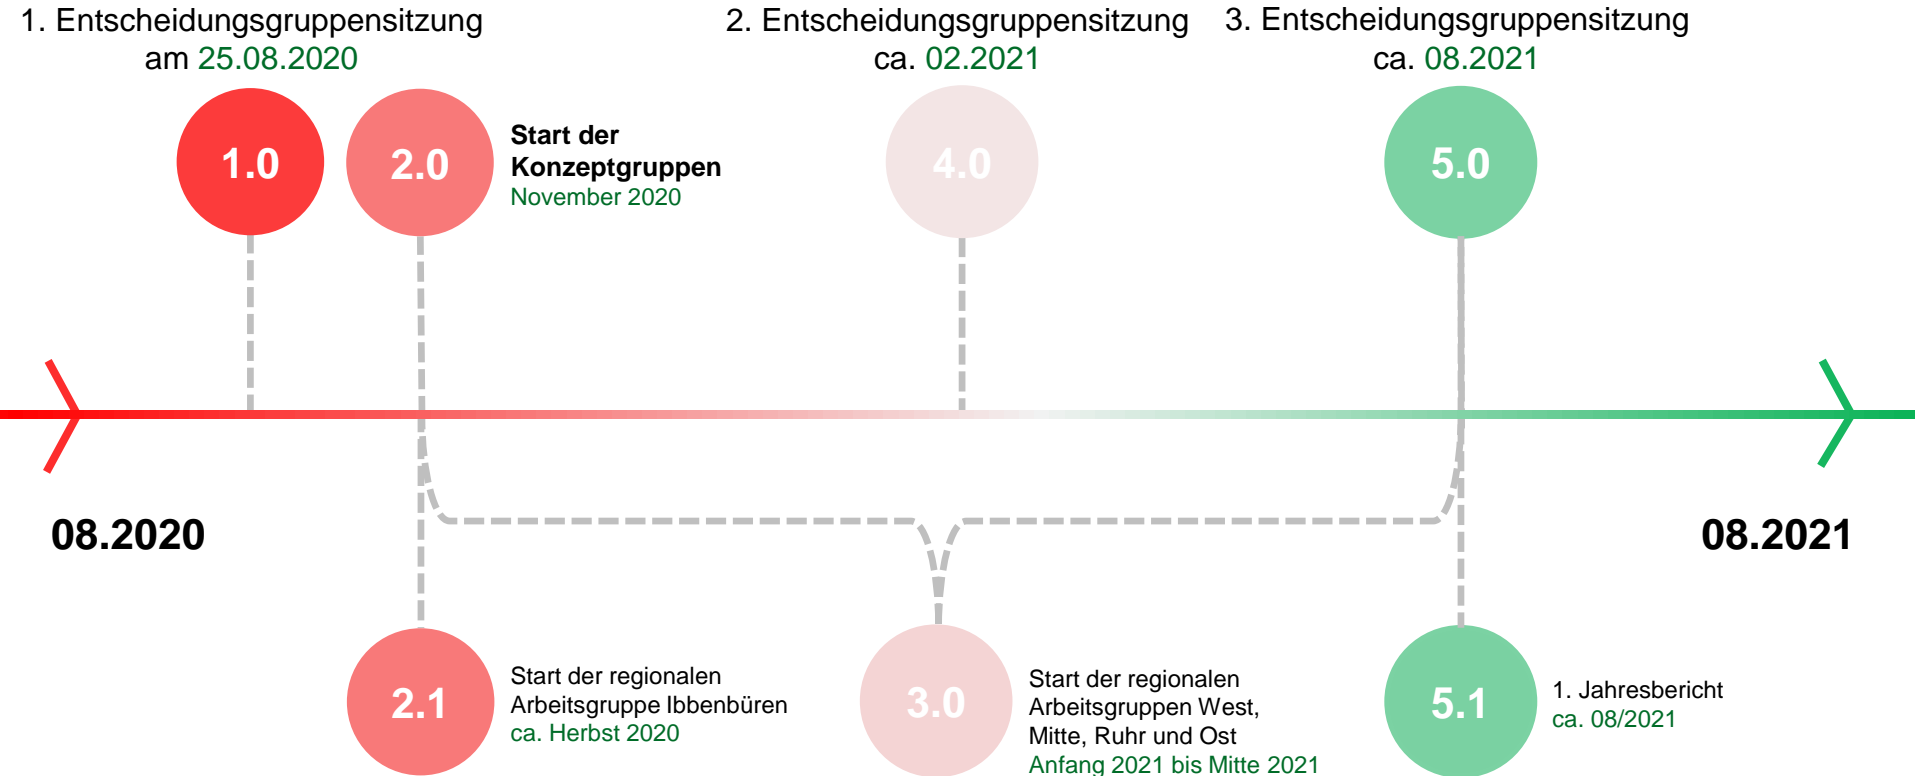 1. Entscheidungsgruppensitzung
am 25.08.2020
2. Entscheidungsgruppensitzung
ca. 02.2021
3. Entscheidungsgruppensitzung
ca. 08.2021
1.0
2.0
Start der
Konzeptgruppen
November 2020
4.0
5.0
08.2020
08.2021
2.1
Start der regionalen
Arbeitsgruppe Ibbenbüren
ca. Herbst 2020
3.0
Start der regionalen
Arbeitsgruppen West,
Mitte, Ruhr und Ost
Anfang 2021 bis Mitte 2021
5.1
1. Jahresbericht
ca. 08/2021